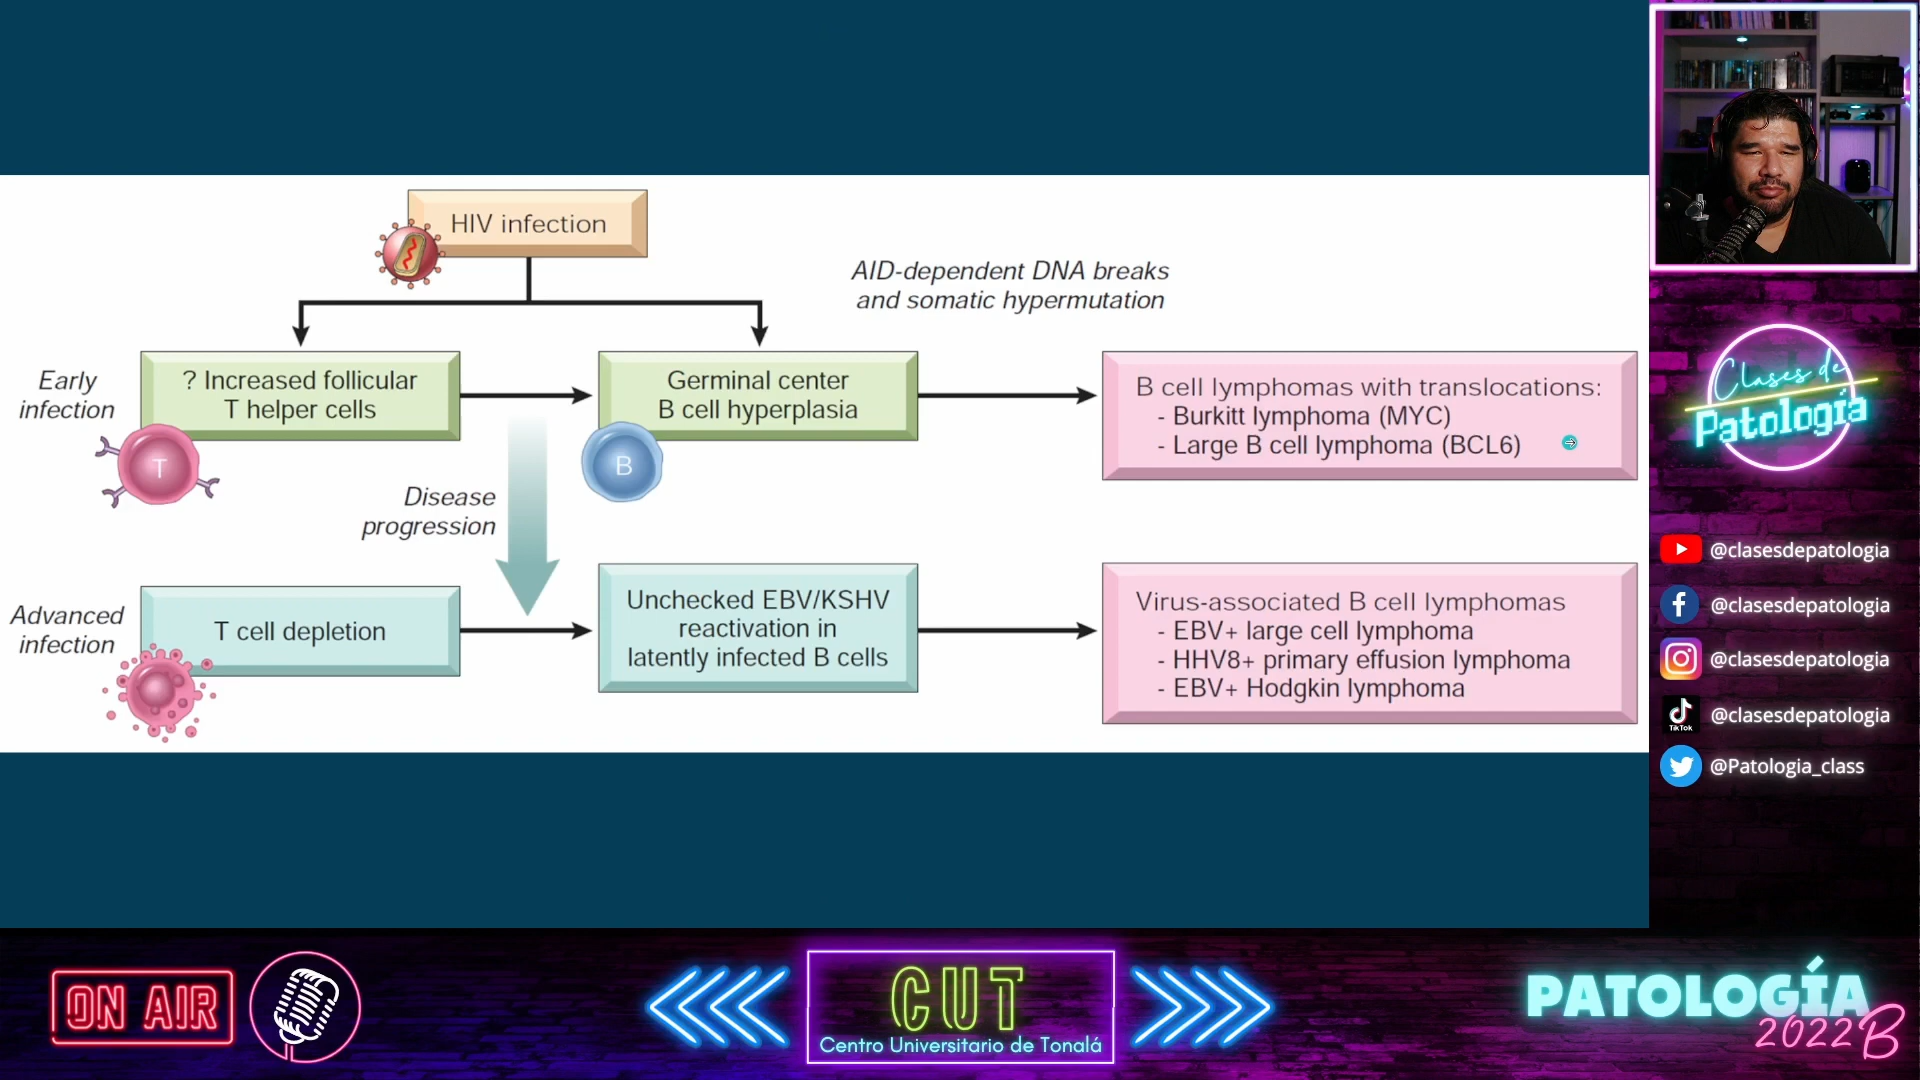 HIV infection
AID-dependent DNA breaks
and somatic hypermutation
Early
infection
? Increased follicular
T helper cells
T
Germinal center
B cell hyperplasia
B
B cell lymphomas with translocations:
- Burkitt lymphoma (MYC)
- Large B cell lymphoma (BCL6)
Disease
progression
Advanced
infection
T cell depletion
Unchecked EBV/KSHV
reactivation in
latently infected B cells
Virus-associated B cell lymphomas
- EBV+ large cell lymphoma
- HHV8+ primary effusion lymphoma
- EBV+ Hodgkin lymphoma
Clases de
Patología
@clasesdepatologia
@clasesdepatologia
@clasesdepatologia
TikTok
@clasesdepatologia
@Patologia_class
ON AIR
CUT
Centro Universitario de Tonalá
PATOLOGÍA
2022B